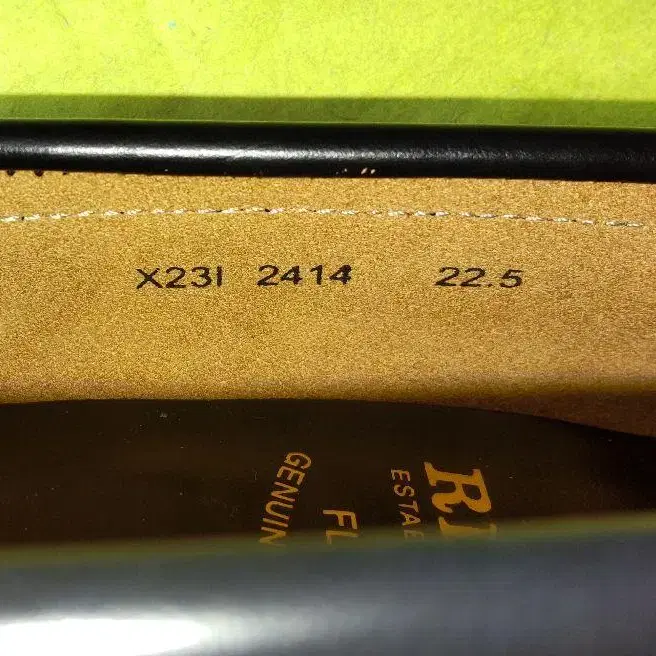 X23I 2414 22.5
GENUIN
FL
ESTAB
R